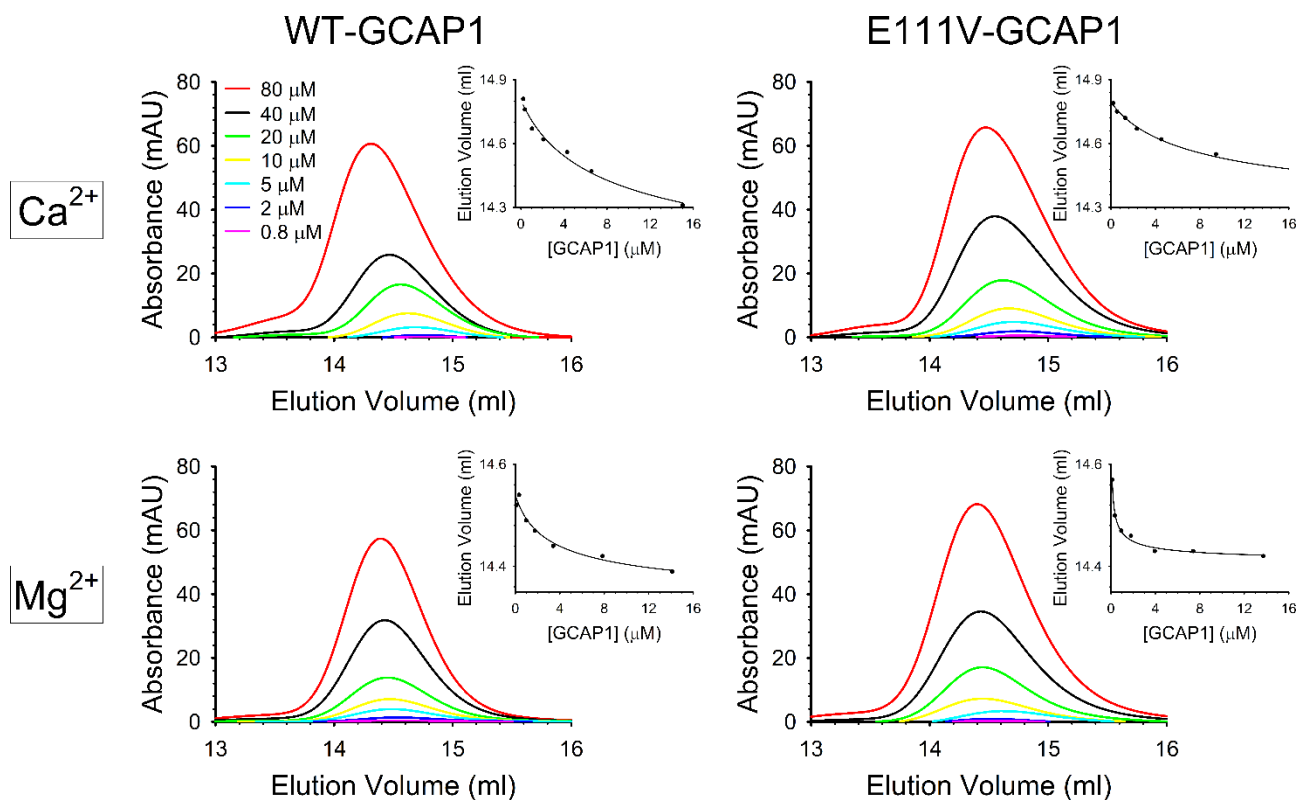 WT-GCAP1
E111V-GCAP1
Ca2+
Absorbance (mAU)
80
60
40
20
0
80 μM
40 μM
20 μM
10 μM
5 μM
2 μM
0.8 μM
Elution Volume (ml)
14.9
14.6
14.3
0 4 8 12 16
[GCAP1] (μM)
13 14 15 16
Elution Volume (ml)
Absorbance (mAU)
80
60
40
20
0
Elution Volume (ml)
14.9
14.6
14.3
0 4 8 12 16
[GCAP1] (μM)
13 14 15 16
Elution Volume (ml)
Mg2+
Absorbance (mAU)
80
60
40
20
0
Elution Volume (ml)
14.6
14.4
0 4 8 12 16
[GCAP1] (μM)
13 14 15 16
Elution Volume (ml)
Absorbance (mAU)
80
60
40
20
0
Elution Volume (ml)
14.6
14.4
0 4 8 12 16
[GCAP1] (μM)
13 14 15 16
Elution Volume (ml)